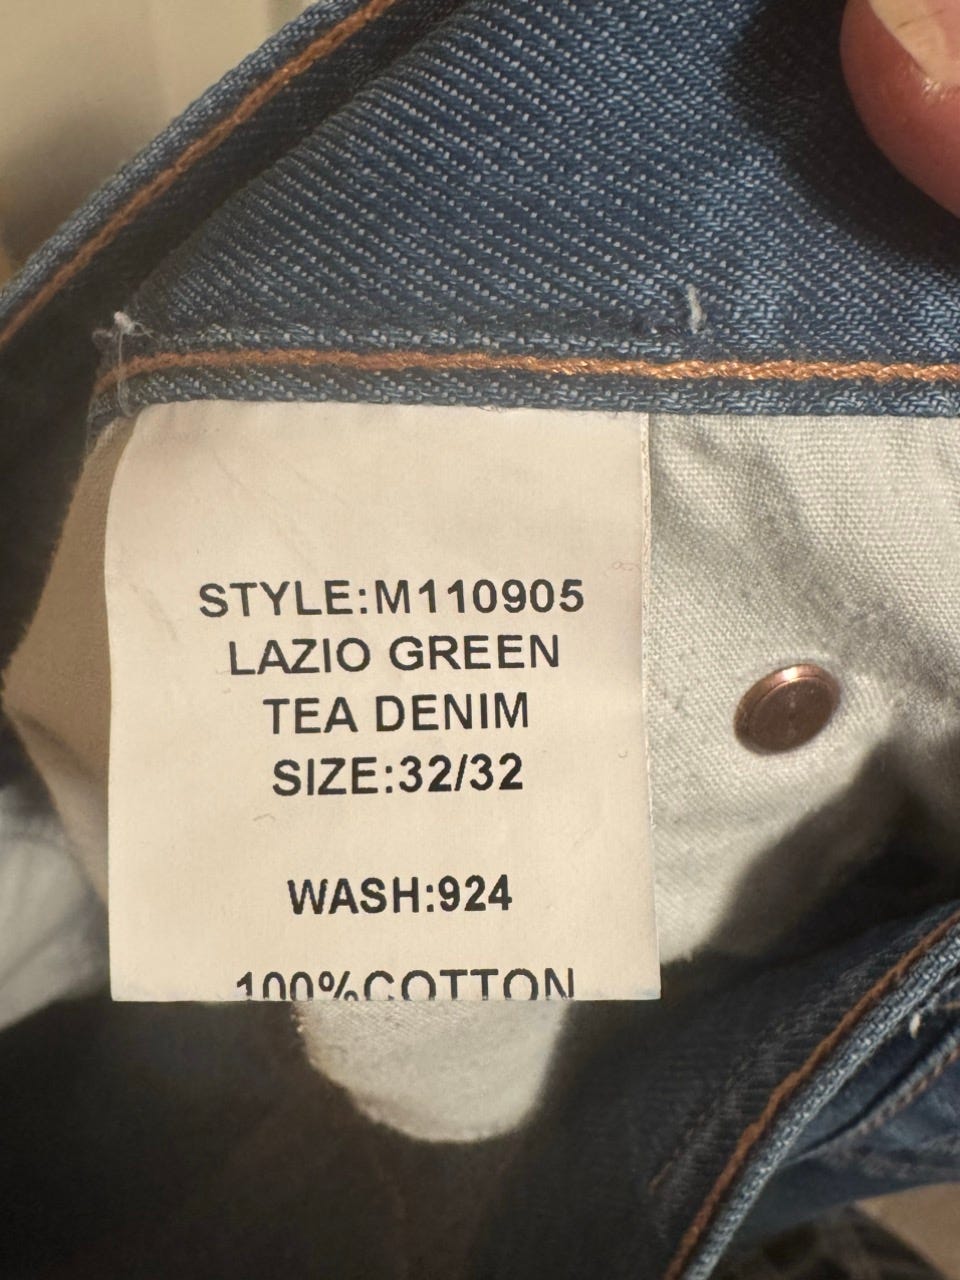 STYLE:M110905
LAZIO GREEN
TEA DENIM
SIZE:32/32
WASH:924
100%COTTON